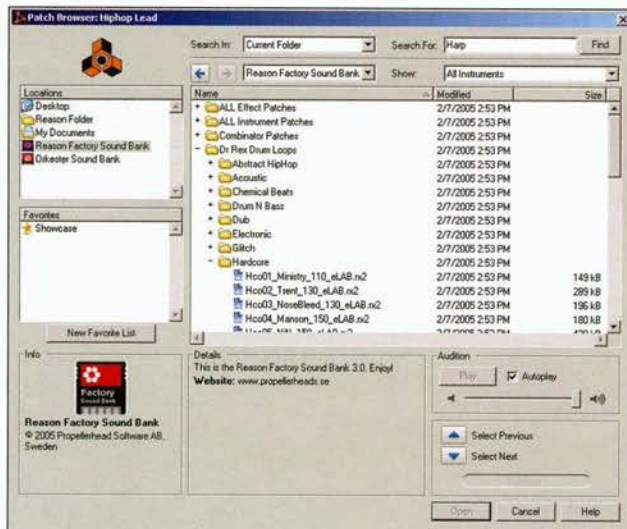 Patch Browser: Hiphop Lead
Search In: Current Folder Search For: Harp Find
Reason Factory Sound Bank Show: All Instruments
Locations
Desktop
Reason Folder
My Documents
Reason Factory Sound Bank
Orkester Sound Bank
Favorites
Showcase
New Favorite List
Name Modified Size
+ ALL Effect Patches 2/7/2005 2:53 PM
+ ALL Instrument Patches 2/7/2005 2:53 PM
+ Combinator Patches 2/7/2005 2:53 PM
- Dr Rex Drum Loops 2/7/2005 2:53 PM
+ Abstract HipHop 2/7/2005 2:53 PM
+ Acoustic 2/7/2005 2:53 PM
+ Chemical Beats 2/7/2005 2:53 PM
+ Drum N Bass 2/7/2005 2:53 PM
+ Dub 2/7/2005 2:53 PM
+ Electronic 2/7/2005 2:53 PM
+ Glitch 2/7/2005 2:53 PM
- Hardcore 2/7/2005 2:53 PM
Hco01_Ministry_110_eLAB.rx2 2/7/2005 2:53 PM 149 kB
Hco02_Trent_130_eLAB.rx2 2/7/2005 2:53 PM 289 kB
Hco03_NoseBleed_130_eLAB.rx2 2/7/2005 2:53 PM 196 kB
Hco04_Manson_150_eLAB.rx2 2/7/2005 2:53 PM 180 kB
Info
Factory
Sound Bank
Reason Factory Sound Bank
© 2005 Propellerhead Software AB,
Sweden
Details
This is the Reason Factory Sound Bank 3.0. Enjoy!
Website: www.propellerheads.se
Audition
Play Autoplay
Select Previous
Select Next
Open Cancel Help